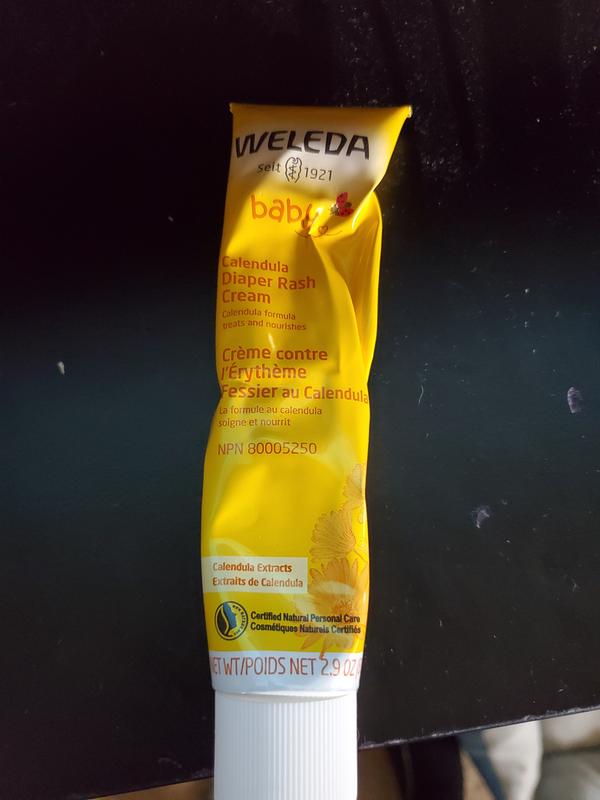 WELEDA
seit 1921
baby
Calendula
Diaper Rash
Cream
Calendula formula
treats and nourishes
Crème contre
l'Érythème
Fessier au Calendula
La formule au calendula
soigne et nourrit
NPN 80005250
Calendula Extracts
Extraits de Calendula
Certified Natural Personal Care
Cosmétiques Naturels Certifiés
NET WT/POIDS NET 2.9 OZ